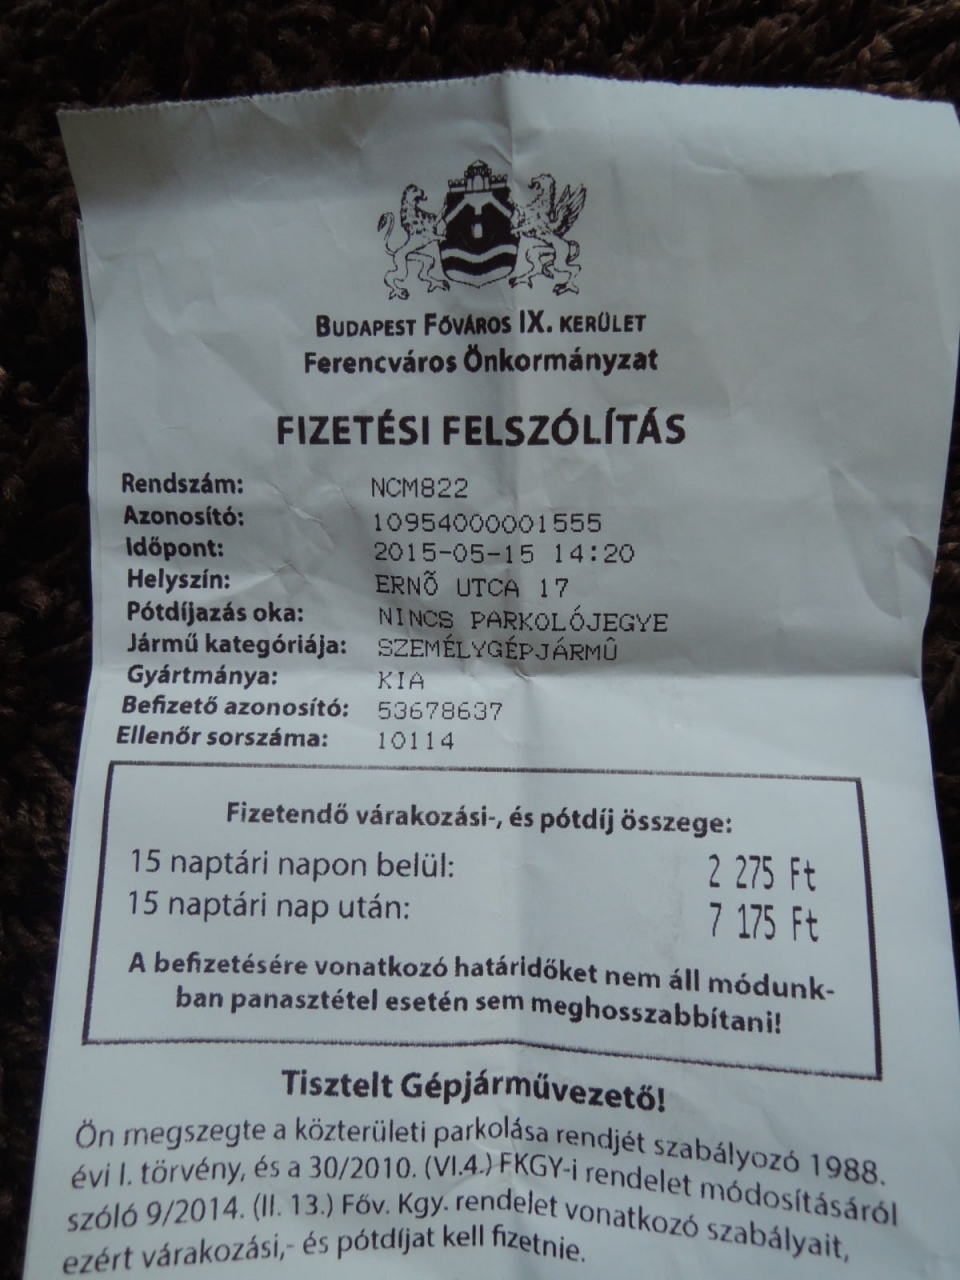 BUDAPEST FŐVÁROS IX. KERÜLET
Ferencváros Önkormányzat
FIZETÉSI FELSZÓLÍTÁS
Rendszám: NCM822
Azonosító: 10954000001555
Időpont: 2015-05-15 14:20
Helyszín: ERNÕ UTCA 17
Pótdíjazás oka: NINCS PARKOLÓJEGYE
Jármű kategóriája: SZEMÉLYGÉPJÁRMÛ
Gyártmánya: KIA
Befizető azonosító: 53678637
Ellenőr sorszáma: 10114
Fizetendő várakozási-, és pótdíj összege:
15 naptári napon belül: 2 275 Ft
15 naptári nap után: 7 175 Ft
A befizetésére vonatkozó határidőket nem áll módunk-
ban panasztétel esetén sem meghosszabbítani!
Tisztelt Gépjárművezető!
Ön megszegte a közterületi parkolása rendjét szabályozó 1988.
évi I. törvény, és a 30/2010. (VI.4.) FKGY-i rendelet módosításáról
szóló 9/2014. (II. 13.) Főv. Kgy. rendelet vonatkozó szabályait,
ezért várakozási,- és pótdíjat kell fizetnie.